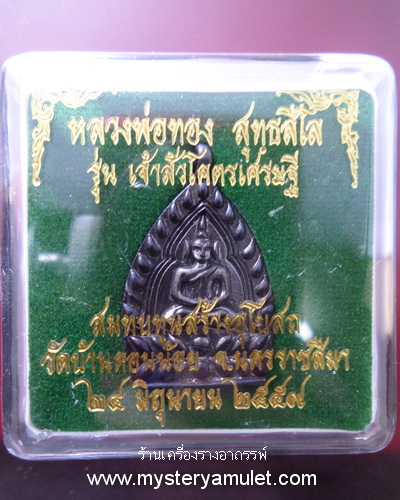 หลวงพ่อทอง สุทธสีโล
รุ่น เจ้าสัวโคตรเศรษฐี
สมทบทุนสร้างอุโบสถ
วัดบ้านดอนน้อย จ.นครราชสีมา
๒๔ มิถุนายน ๒๕๕๗
ร้านเครื่องรางอาถรรพ์
www.mysteryamulet.com